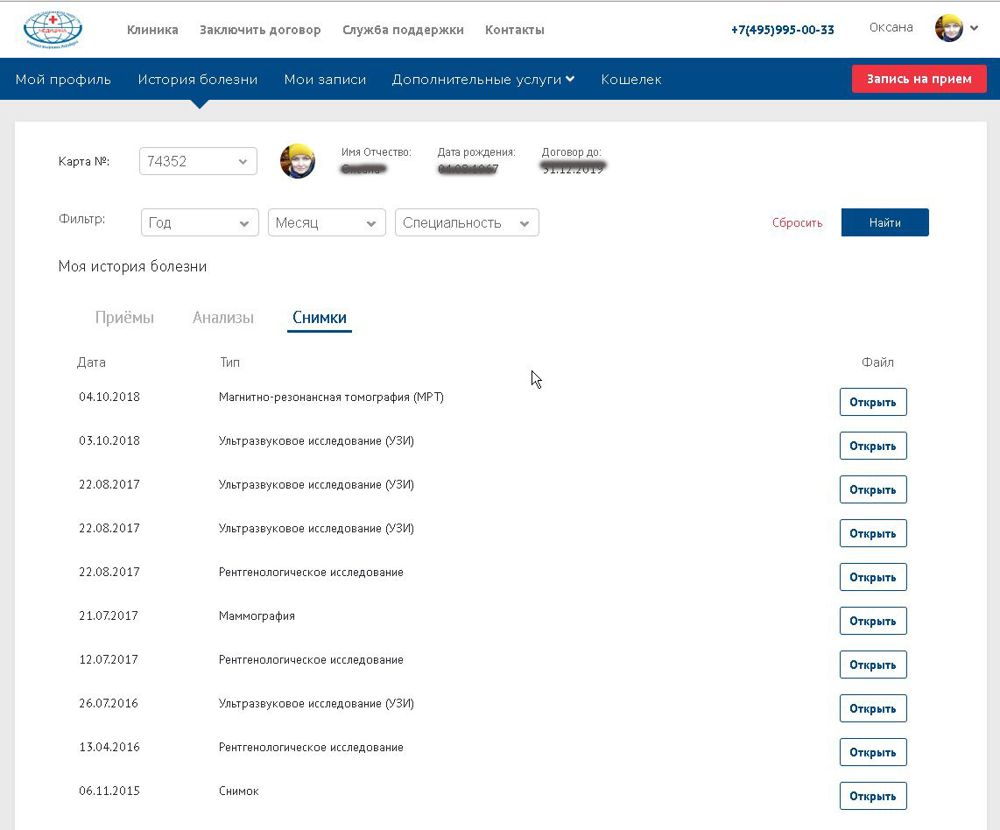 МЕДИЦИНА
Клиника Заключить договор Служба поддержки Контакты +7(495)995-00-33 Оксана
Мой профиль История болезни Мои записи Дополнительные услуги Кошелек Запись на прием
Карта №: 74352 Имя Отчество: Дата рождения: Договор до:
31.12.2019
Фильтр: Год Месяц Специальность Сбросить Найти
Моя история болезни
Приёмы Анализы Снимки
Дата Тип Файл
04.10.2018 Магнитно-резонансная томография (МРТ) Открыть
03.10.2018 Ультразвуковое исследование (УЗИ) Открыть
22.08.2017 Ультразвуковое исследование (УЗИ) Открыть
22.08.2017 Ультразвуковое исследование (УЗИ) Открыть
22.08.2017 Рентгенологическое исследование Открыть
21.07.2017 Маммография Открыть
12.07.2017 Рентгенологическое исследование Открыть
26.07.2016 Ультразвуковое исследование (УЗИ) Открыть
13.04.2016 Рентгенологическое исследование Открыть
06.11.2015 Снимок Открыть